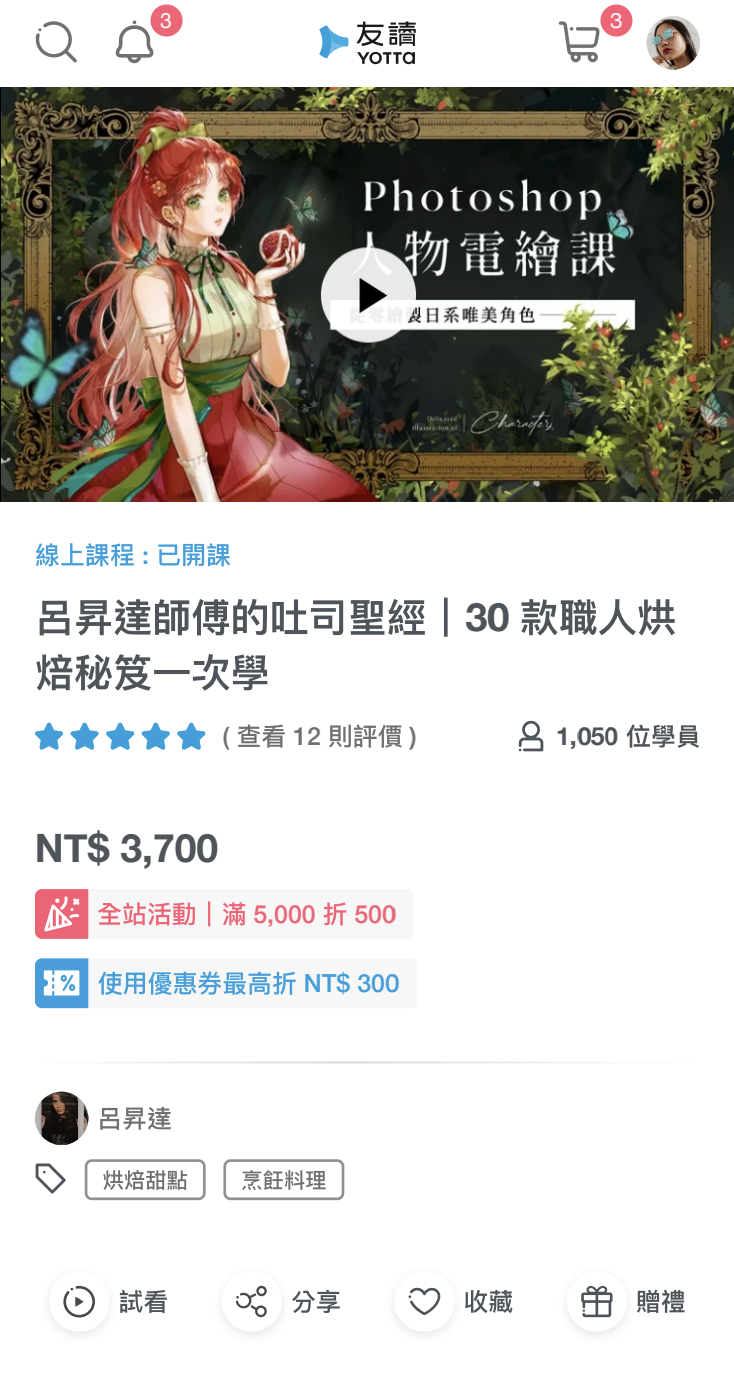 3
友讀
YOTTA
3
Photoshop
人物電繪課
從零繪製日系唯美角色
Delicated
Illustration of
Characters
線上課程 : 已開課
呂昇達師傅的吐司聖經｜30 款職人烘
焙秘笈一次學
( 查看 12 則評價 )
1,050 位學員
NT$ 3,700
全站活動｜滿 5,000 折 500
% 使用優惠券最高折 NT$ 300
呂昇達
烘焙甜點
烹飪料理
試看
分享
收藏
贈禮